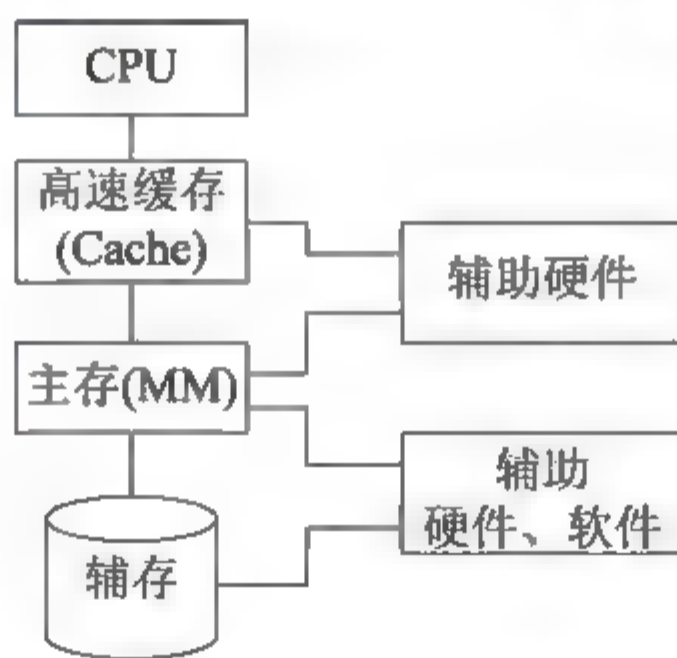 CPU
高速缓存
(Cache)
辅助硬件
主存(MM)
辅助
硬件、软件
辅存